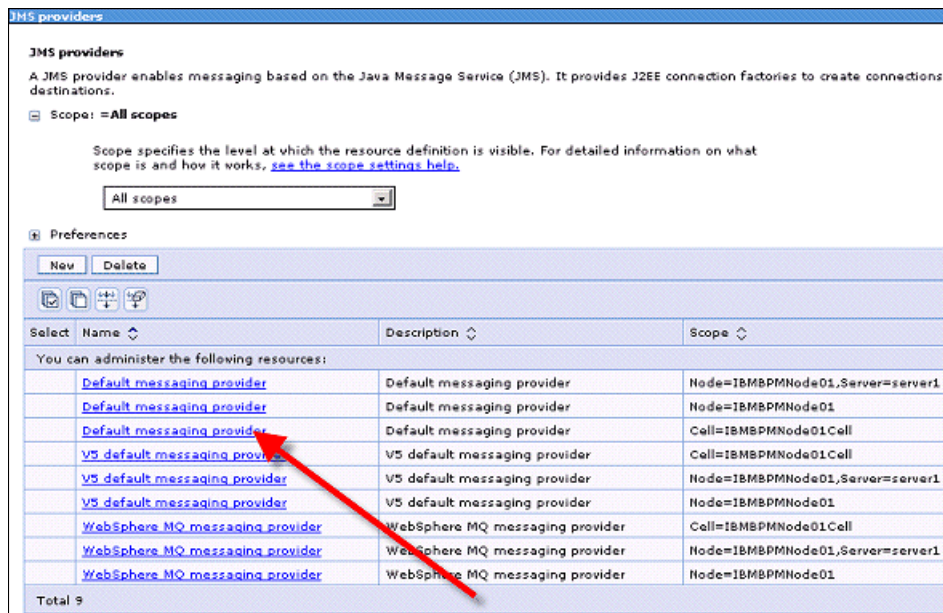 JMS providers
JMS providers
A JMS provider enables messaging based on the Java Message Service (JMS). It provides J2EE connection factories to create connections
destinations.
Scope: =All scopes
Scope specifies the level at which the resource definition is visible. For detailed information on what
scope is and how it works, see the scope settings help.
All scopes
Preferences
New Delete
Select Name Description Scope
You can administer the following resources:
Default messaging provider Default messaging provider Node=IBMBPMNode01,Server=server1
Default messaging provider Default messaging provider Node=IBMBPMNode01
Default messaging provider Default messaging provider Cell=IBMBPMNode01Cell
V5 default messaging provider V5 default messaging provider Cell=IBMBPMNode01Cell
V5 default messaging provider V5 default messaging provider Node=IBMBPMNode01,Server=server1
V5 default messaging provider V5 default messaging provider Node=IBMBPMNode01
WebSphere MQ messaging provider WebSphere MQ messaging provider Cell=IBMBPMNode01Cell
WebSphere MQ messaging provider WebSphere MQ messaging provider Node=IBMBPMNode01,Server=server1
WebSphere MQ messaging provider WebSphere MQ messaging provider Node=IBMBPMNode01
Total 9